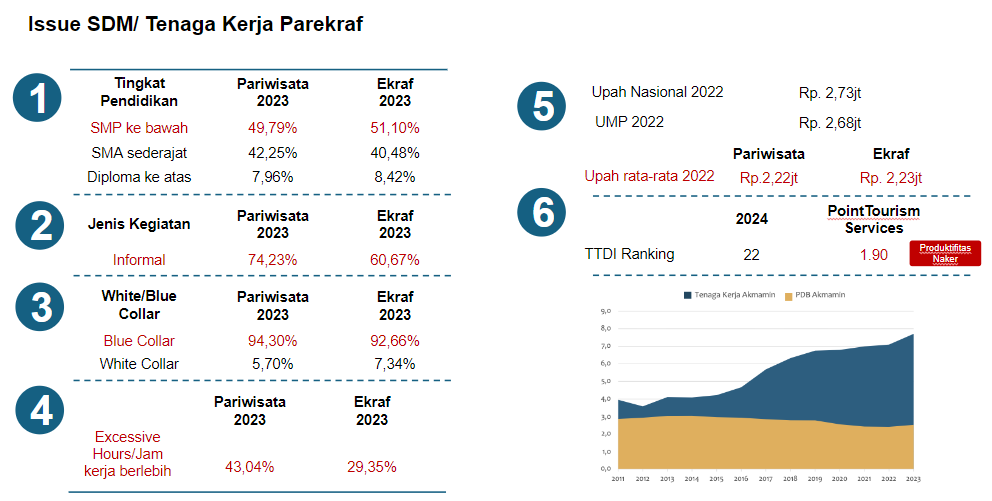 Issue SDM/ Tenaga Kerja Parekraf
1
Tingkat Pendidikan Pariwisata 2023 Ekraf 2023
SMP ke bawah 49,79% 51,10%
SMA sederajat 42,25% 40,48%
Diploma ke atas 7,96% 8,42%
2
Jenis Kegiatan Pariwisata 2023 Ekraf 2023
Informal 74,23% 60,67%
3
White/Blue Collar Pariwisata 2023 Ekraf 2023
Blue Collar 94,30% 92,66%
White Collar 5,70% 7,34%
4
Pariwisata 2023 Ekraf 2023
Excessive Hours/Jam kerja berlebih 43,04% 29,35%
5
Upah Nasional 2022 Rp. 2,73jt
UMP 2022 Rp. 2,68jt
Pariwisata Ekraf
Upah rata-rata 2022 Rp.2,22jt Rp. 2,23jt
6
2024 PointTourism Services
TTDI Ranking 22 1.90 Produktifitas Naker
Tenaga Kerja Akmamin PDB Akmamin
9,0
8,0
7,0
6,0
5,0
4,0
3,0
2,0
1,0
0,0
2011 2012 2013 2014 2015 2016 2017 2018 2019 2020 2021 2022 2023